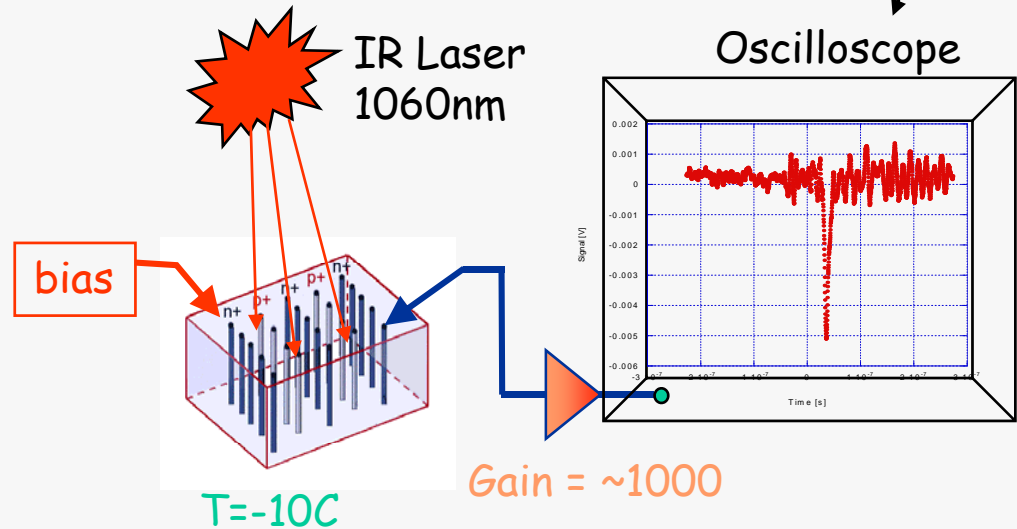 IR Laser
1060nm
Oscilloscope
0.002
0.001
0
-0.001
-0.002
-0.003
-0.004
-0.005
-0.006
Signal [V]
0
Time [s]
bias
n+
p+
n+
p+
n+
T=-10C
Gain = ~1000